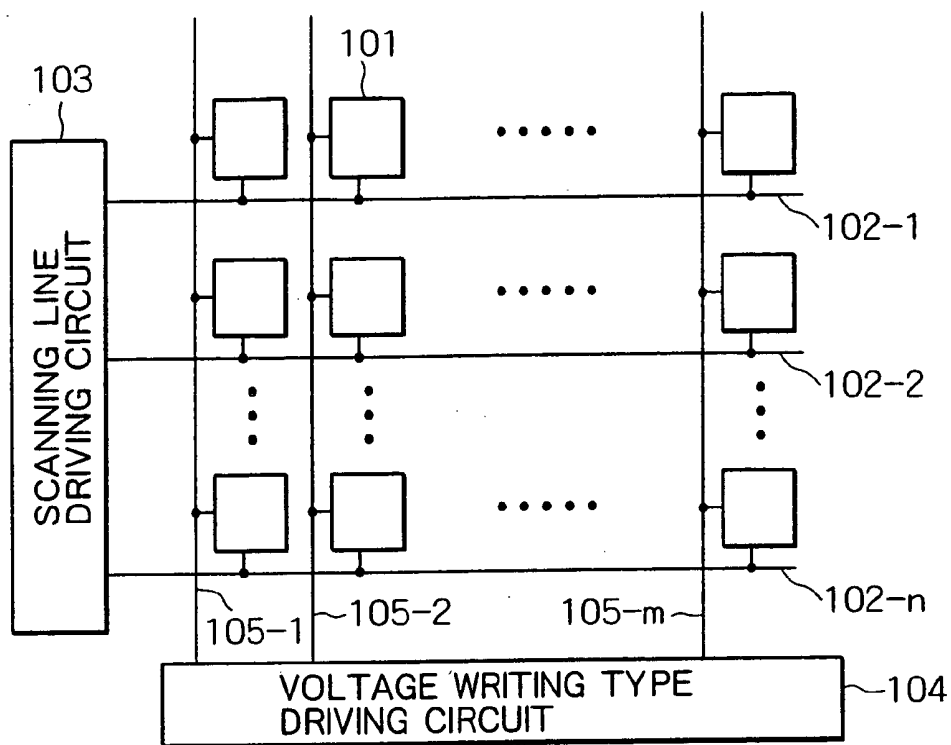 101
103
102-1
SCANNING LINE
DRIVING CIRCUIT
102-2
102-n
105-1
105-2
105-m
VOLTAGE WRITING TYPE
DRIVING CIRCUIT
104